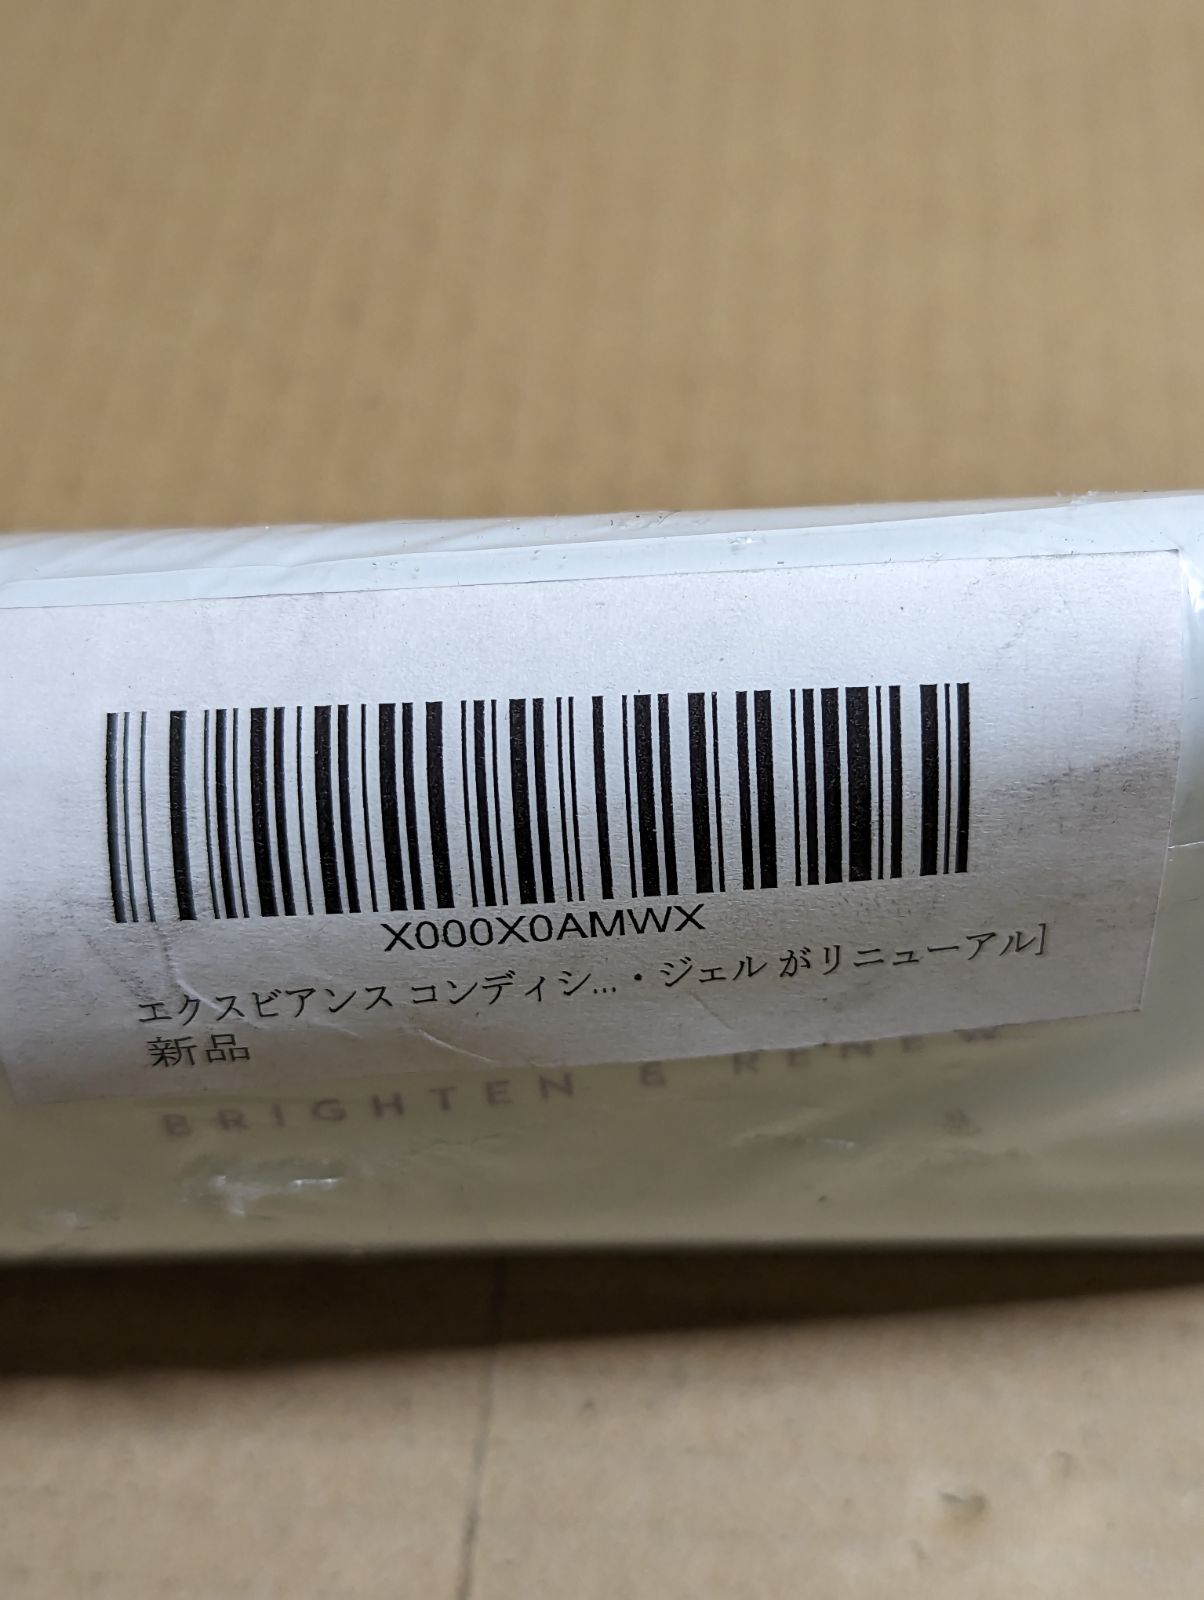 X000X0AMWX
エクスビアンス コンディシ...・ジェル がリニューアル]
新品
BRIGHTEN & RENEW